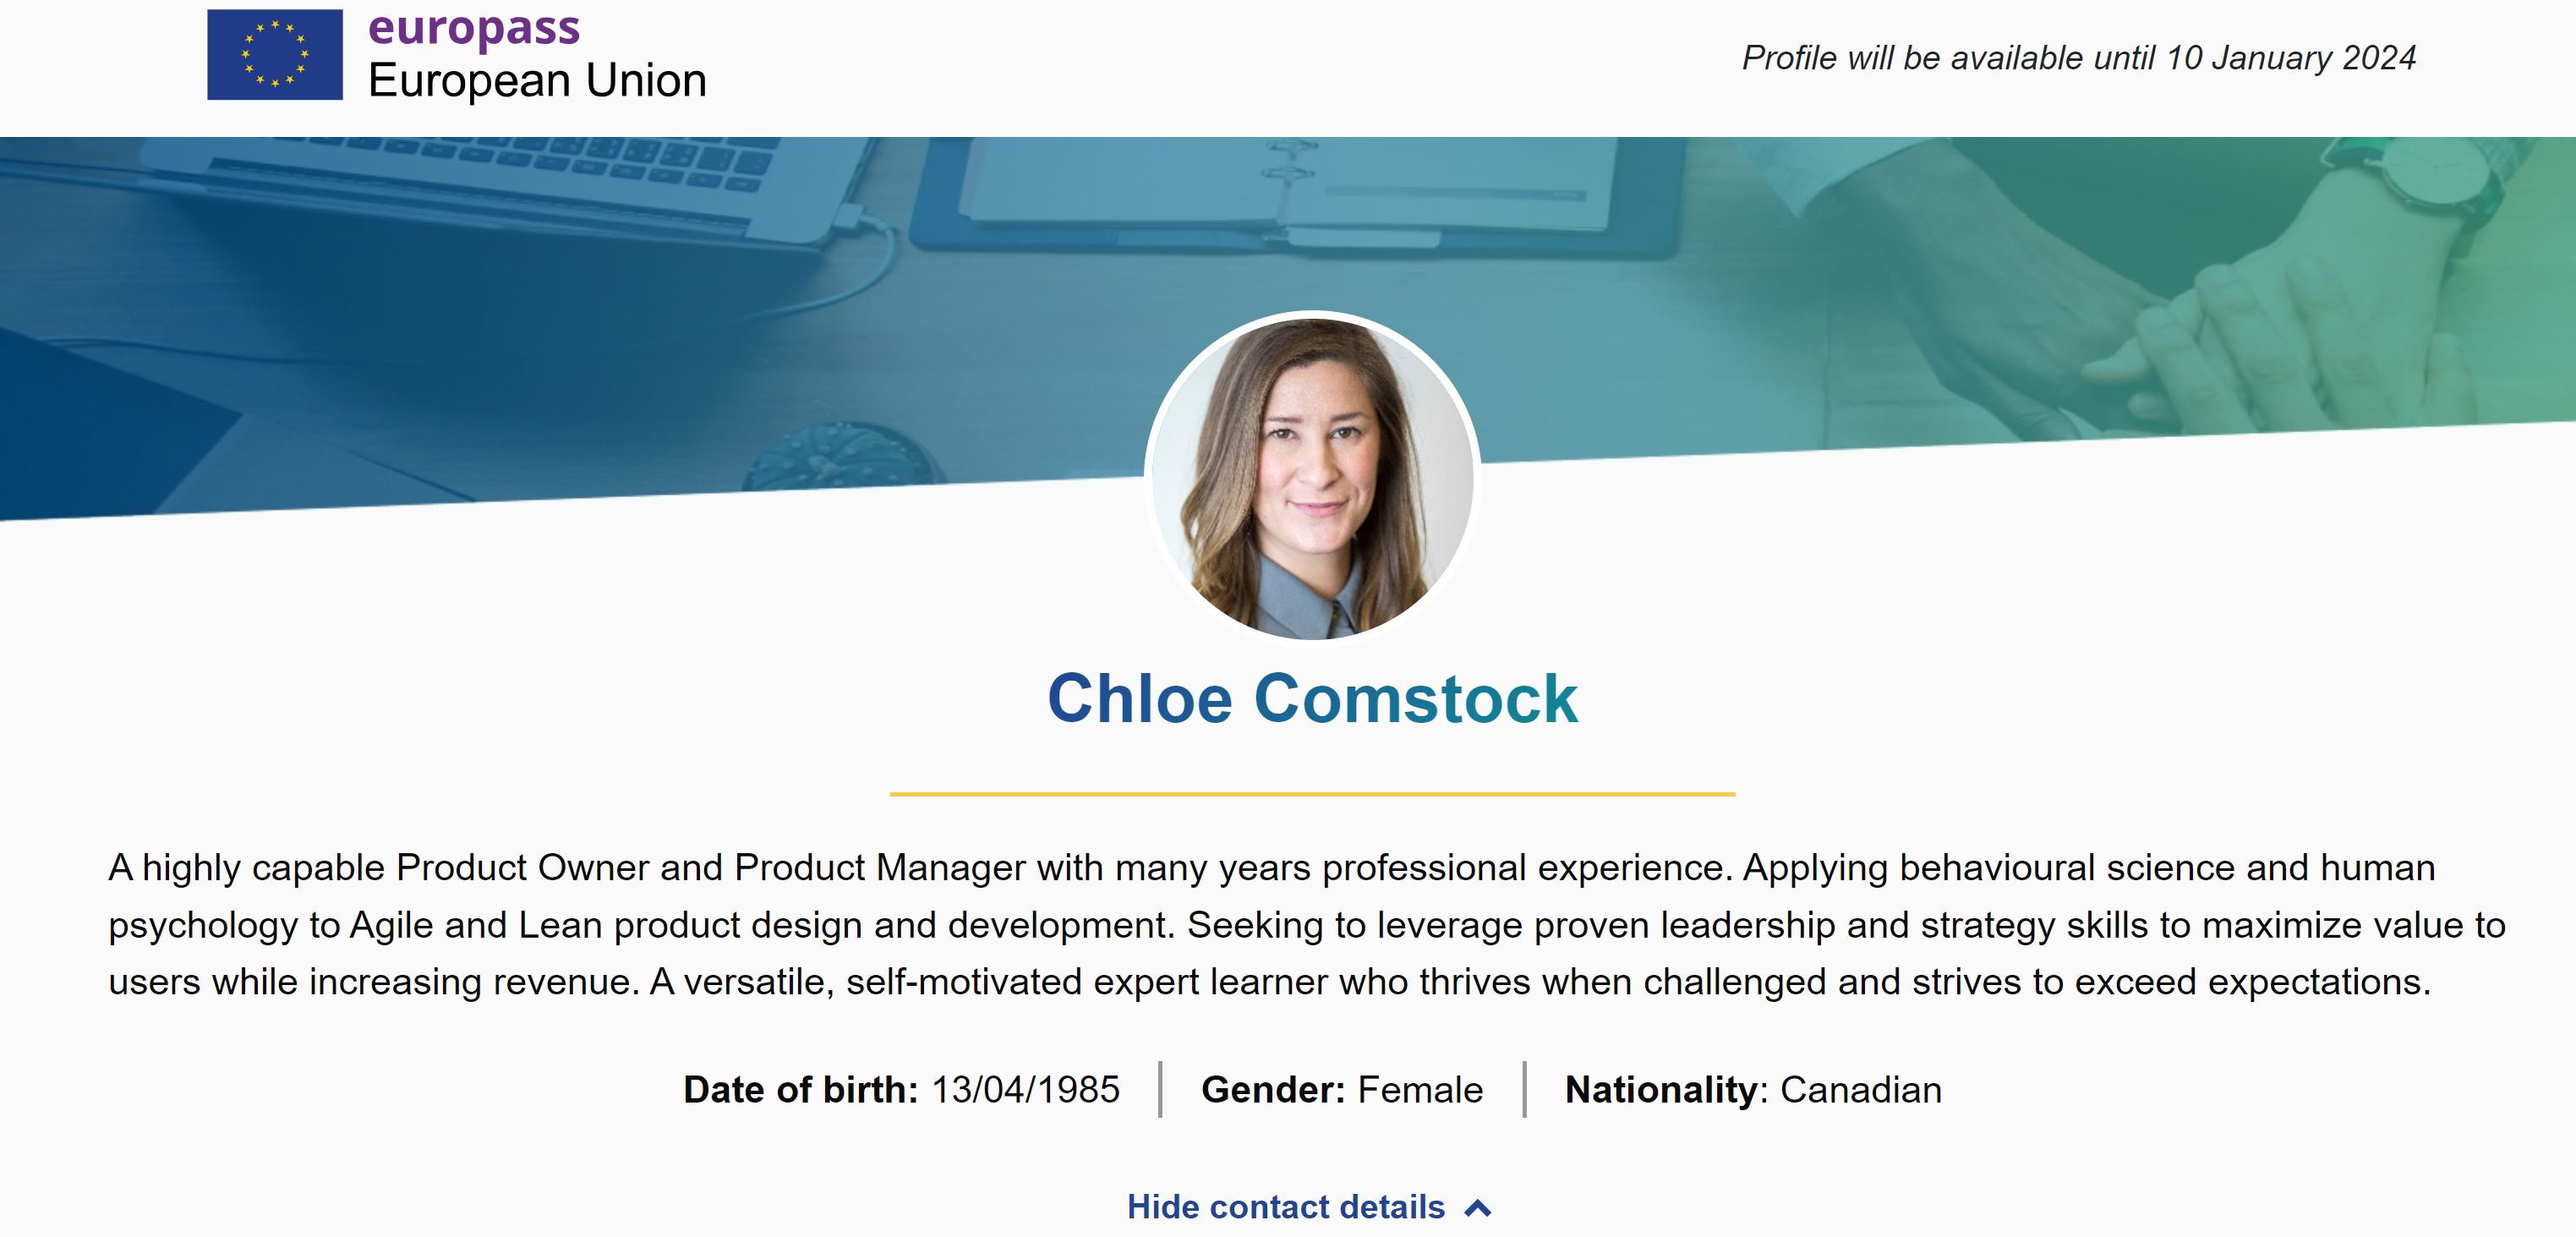 europass
European Union
Profile will be available until 10 January 2024
Chloe Comstock
A highly capable Product Owner and Product Manager with many years professional experience. Applying behavioural science and human
psychology to Agile and Lean product design and development. Seeking to leverage proven leadership and strategy skills to maximize value to
users while increasing revenue. A versatile, self-motivated expert learner who thrives when challenged and strives to exceed expectations.
Date of birth: 13/04/1985 | Gender: Female | Nationality: Canadian
Hide contact details